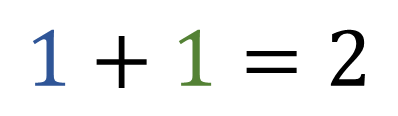 1 + 1 = 2